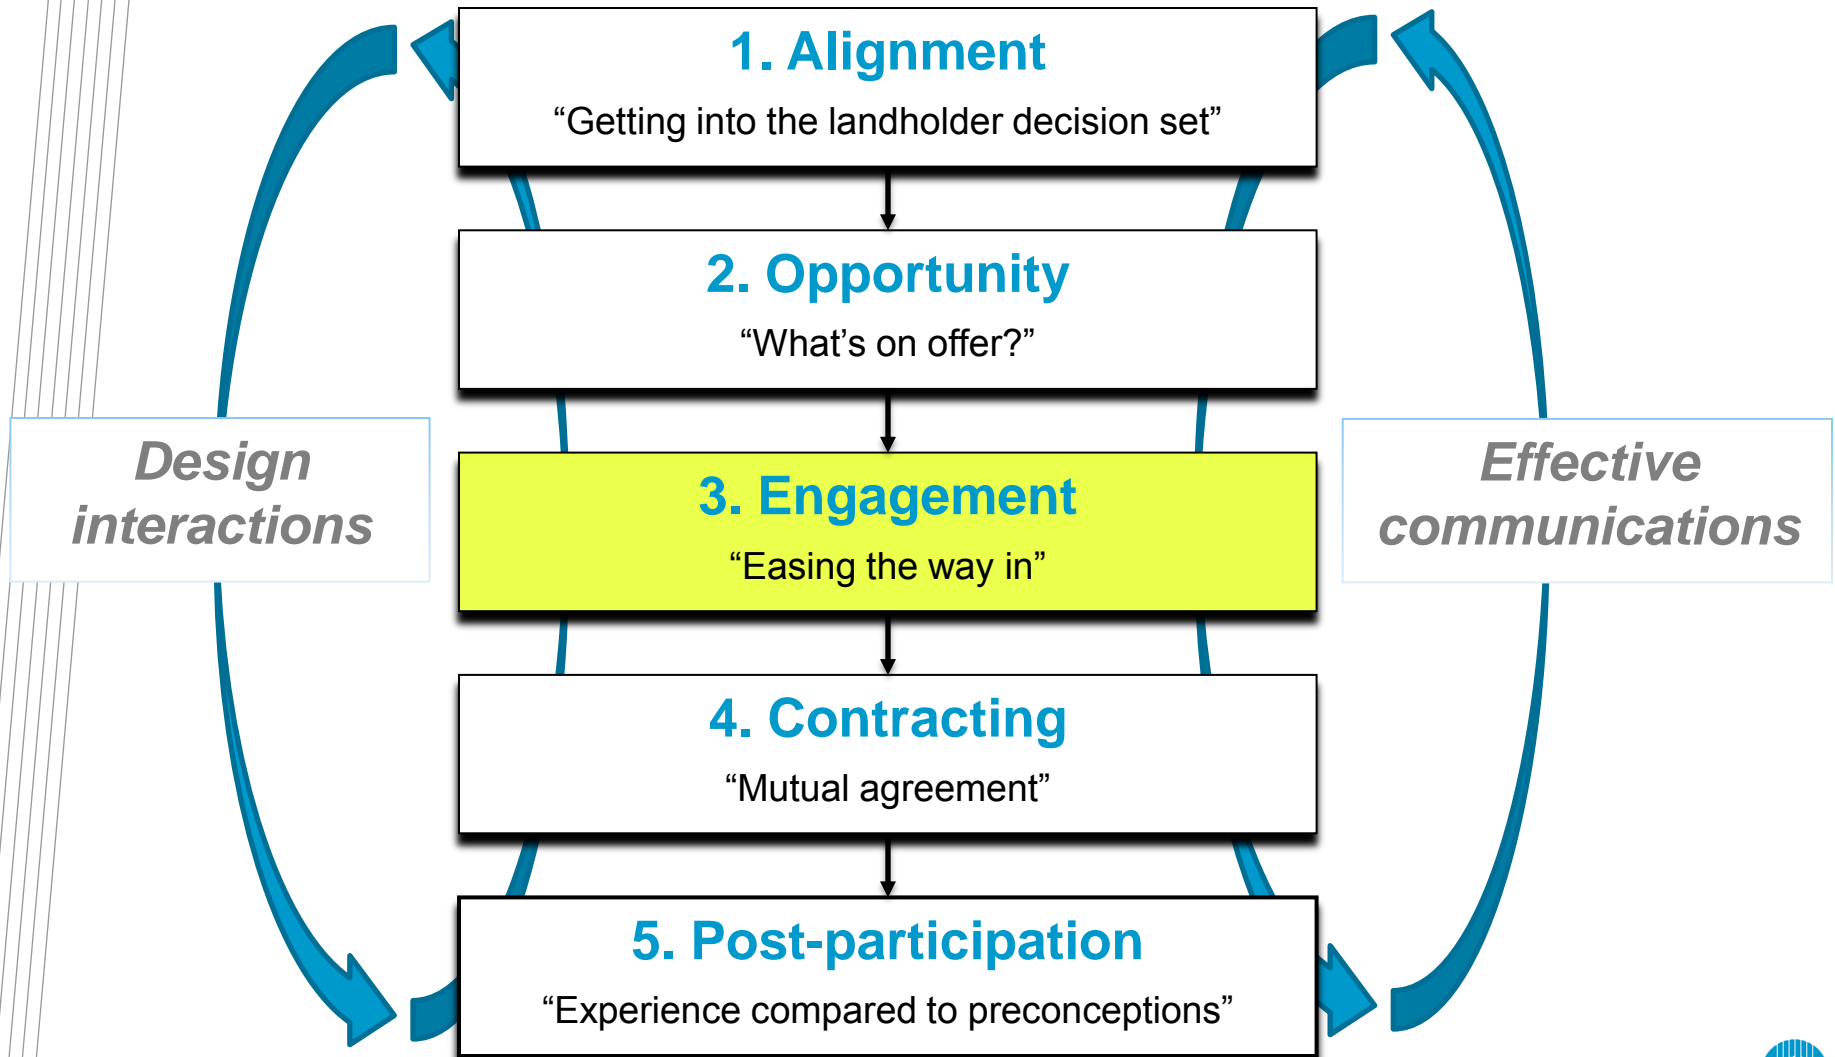 1. Alignment
“Getting into the landholder decision set”
2. Opportunity
“What’s on offer?”
Design
interactions
3. Engagement
“Easing the way in”
Effective
communications
4. Contracting
“Mutual agreement”
5. Post-participation
“Experience compared to preconceptions”